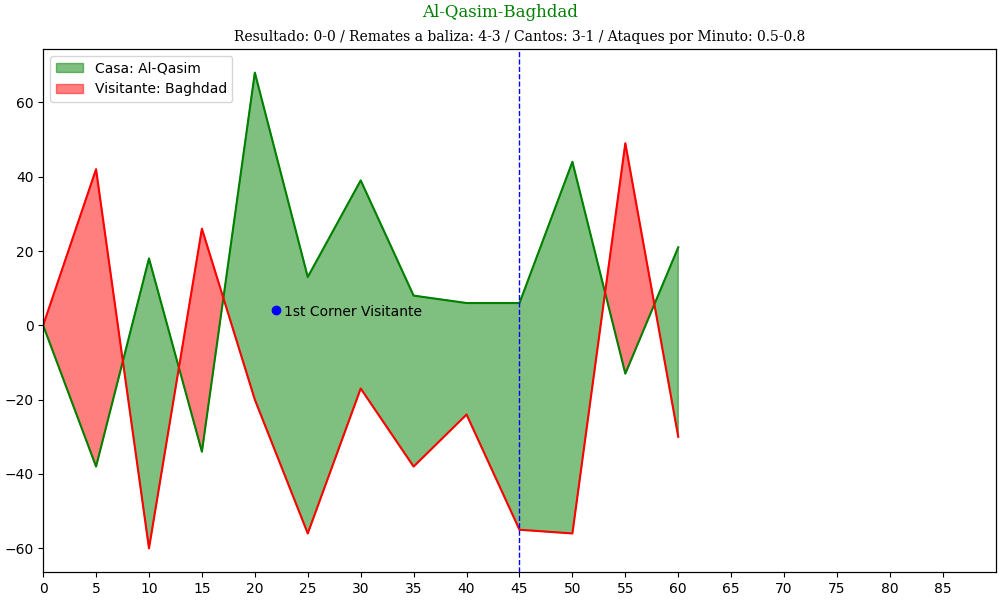 Al-Qasim-Baghdad
Resultado: 0-0 / Remates a baliza: 4-3 / Cantos: 3-1 / Ataques por Minuto: 0.5-0.8
Casa: Al-Qasim
Visitante: Baghdad
60
40
20
0
−20
−40
−60
1st Corner Visitante
0 5 10 15 20 25 30 35 40 45 50 55 60 65 70 75 80 85